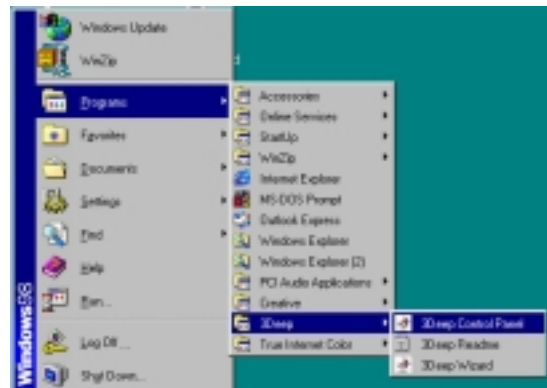 Windows Update
WinZip
Programs
Favorites
Documents
Settings
Find
Help
Run...
Log Off...
Shut Down...
Windows98
Accessories
Online Services
StartUp
WinZip
Internet Explorer
MS-DOS Prompt
Outlook Express
Windows Explorer
Windows Explorer (2)
PCI Audio Applications
Creative
3Deep
True Internet Color
3Deep Control Panel
3Deep Readme
3Deep Wizard